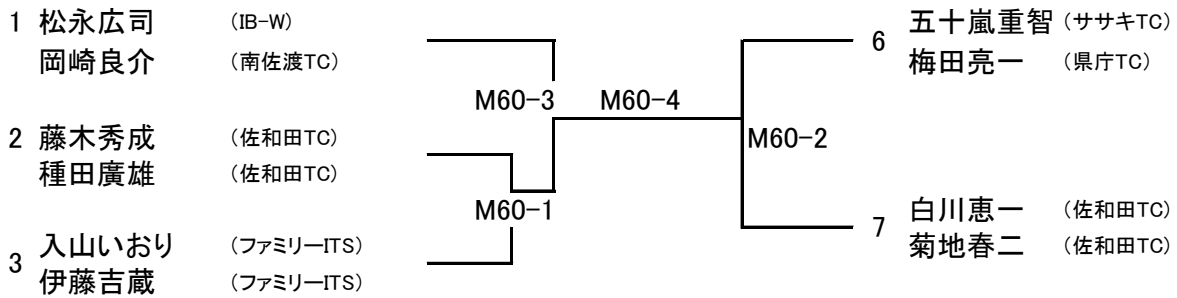 1 松永広司 (IB-W)
岡崎良介 (南佐渡TC)
2 藤木秀成 (佐和田TC)
種田廣雄 (佐和田TC)
3 入山いおり (ファミリーITS)
伊藤吉蔵 (ファミリーITS)
M60-3
M60-1
M60-4
M60-2
6 五十嵐重智 (ササキTC)
梅田亮一 (県庁TC)
7 白川恵一 (佐和田TC)
菊地春二 (佐和田TC)